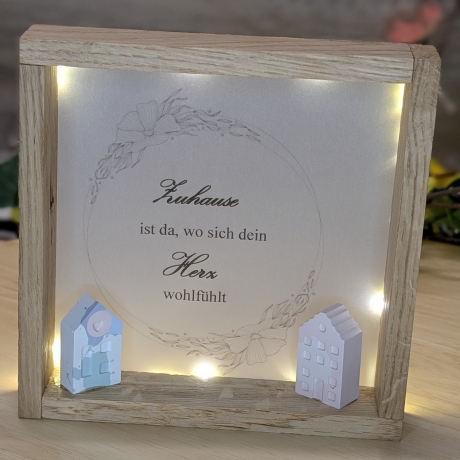 Zuhause
ist da, wo sich dein
Herz
wohlfühlt